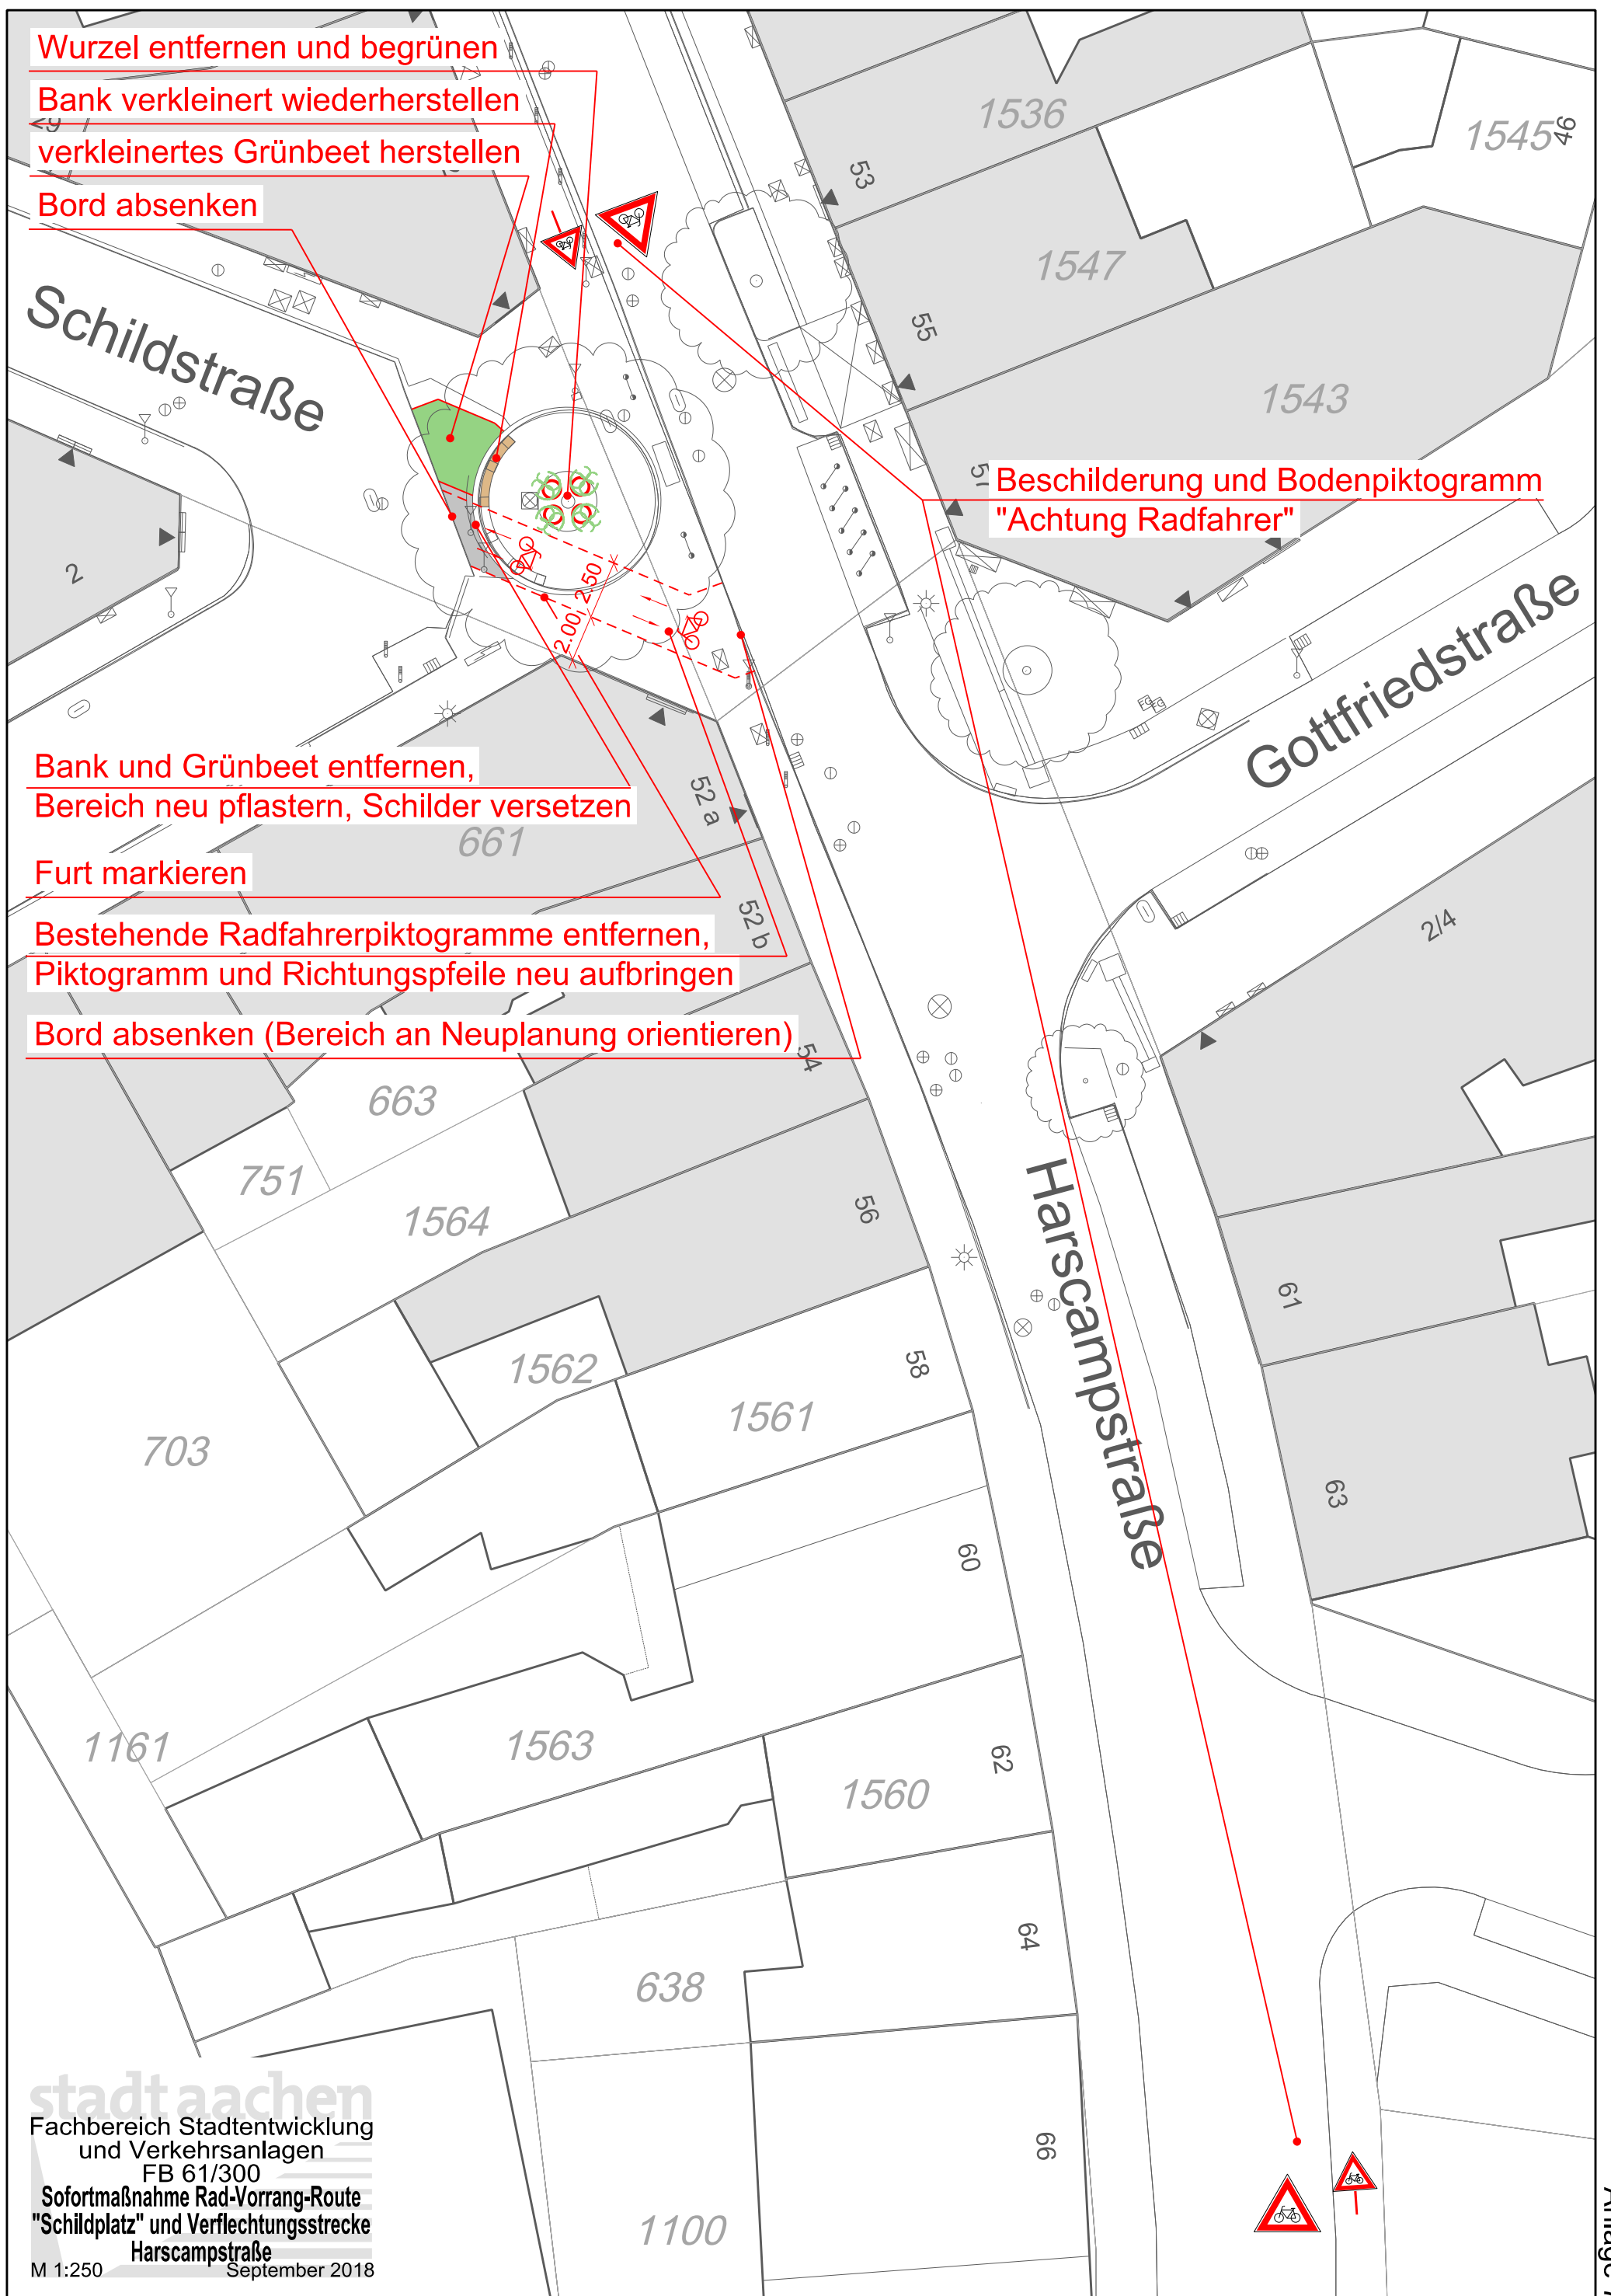 Wurzel entfernen und begrünen
Bank verkleinert wiederherstellen
verkleinertes Grünbeet herstellen
Bord absenken
1536
1545
46
53
1547
55
1543
57
Schildstraße
Beschilderung und Bodenpiktogramm
"Achtung Radfahrer"
2
2.50
2.00
Gottfriedstraße
Bank und Grünbeet entfernen,
Bereich neu pflastern, Schilder versetzen
661
52 a
Furt markieren
52 b
Bestehende Radfahrerpiktogramme entfernen,
Piktogramm und Richtungspfeile neu aufbringen
2/4
Bord absenken (Bereich an Neuplanung orientieren)
54
663
751
1564
56
Harscampstraße
61
1562
58
1561
703
63
60
1161
1563
62
1560
64
638
66
1100
stadt aachen
Fachbereich Stadtentwicklung
und Verkehrsanlagen
FB 61/300
Sofortmaßnahme Rad-Vorrang-Route
"Schildplatz" und Verflechtungsstrecke
Harscampstraße
M 1:250 September 2018